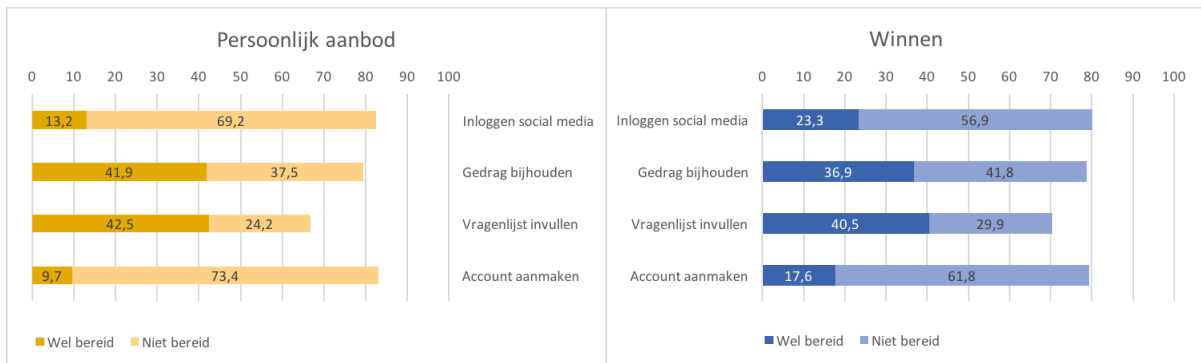 Persoonlijk aanbod
0 10 20 30 40 50 60 70 80 90 100
13,2 69,2 Inloggen social media
41,9 37,5 Gedrag bijhouden
42,5 24,2 Vragenlijst invullen
9,7 73,4 Account aanmaken
Wel bereid Niet bereid
Winnen
0 10 20 30 40 50 60 70 80 90 100
Inloggen social media 23,3 56,9
Gedrag bijhouden 36,9 41,8
Vragenlijst invullen 40,5 29,9
Account aanmaken 17,6 61,8
Wel bereid Niet bereid